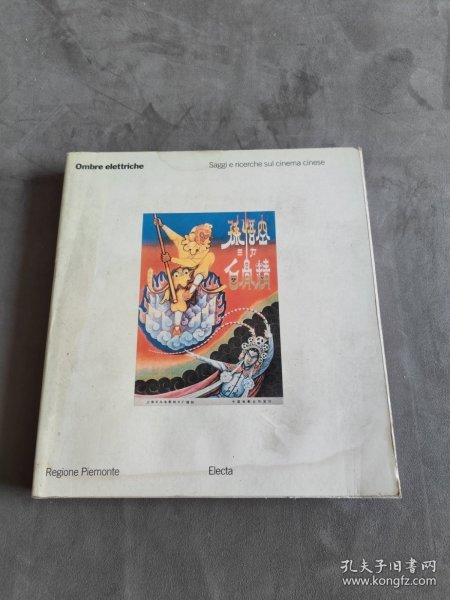 Ombre elettriche
Saggi e ricerche sul cinema cinese
孫悟空
三打
白骨精
Regione Piemonte
Electa
孔夫子旧书网
www.kongfz.com